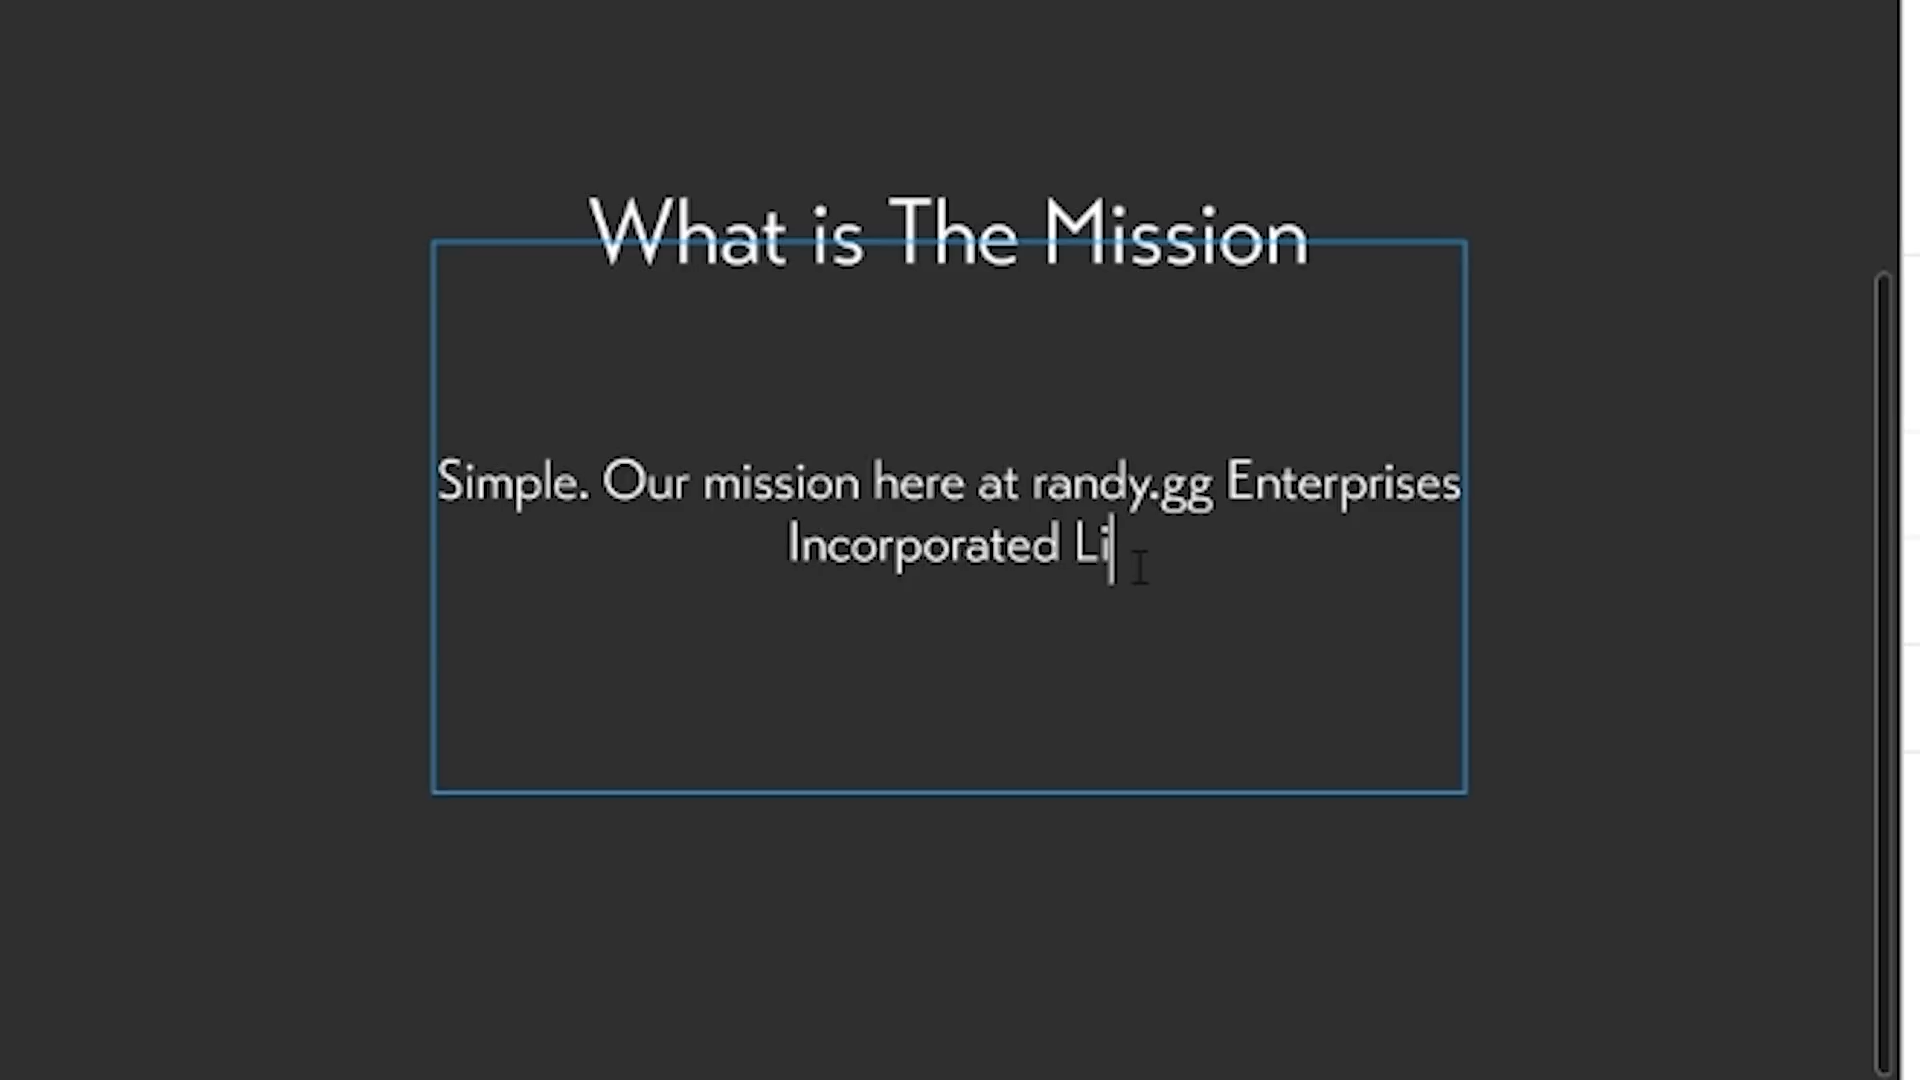 What is The Mission
Simple. Our mission here at randy.gg Enterprises
Incorporated Li